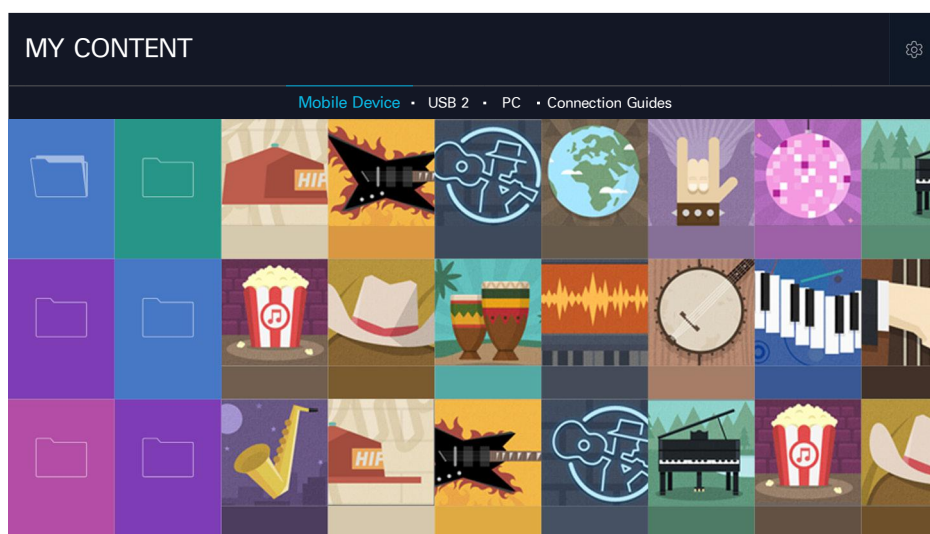 MY CONTENT
Mobile Device • USB 2 • PC • Connection Guides
HIP
HIP